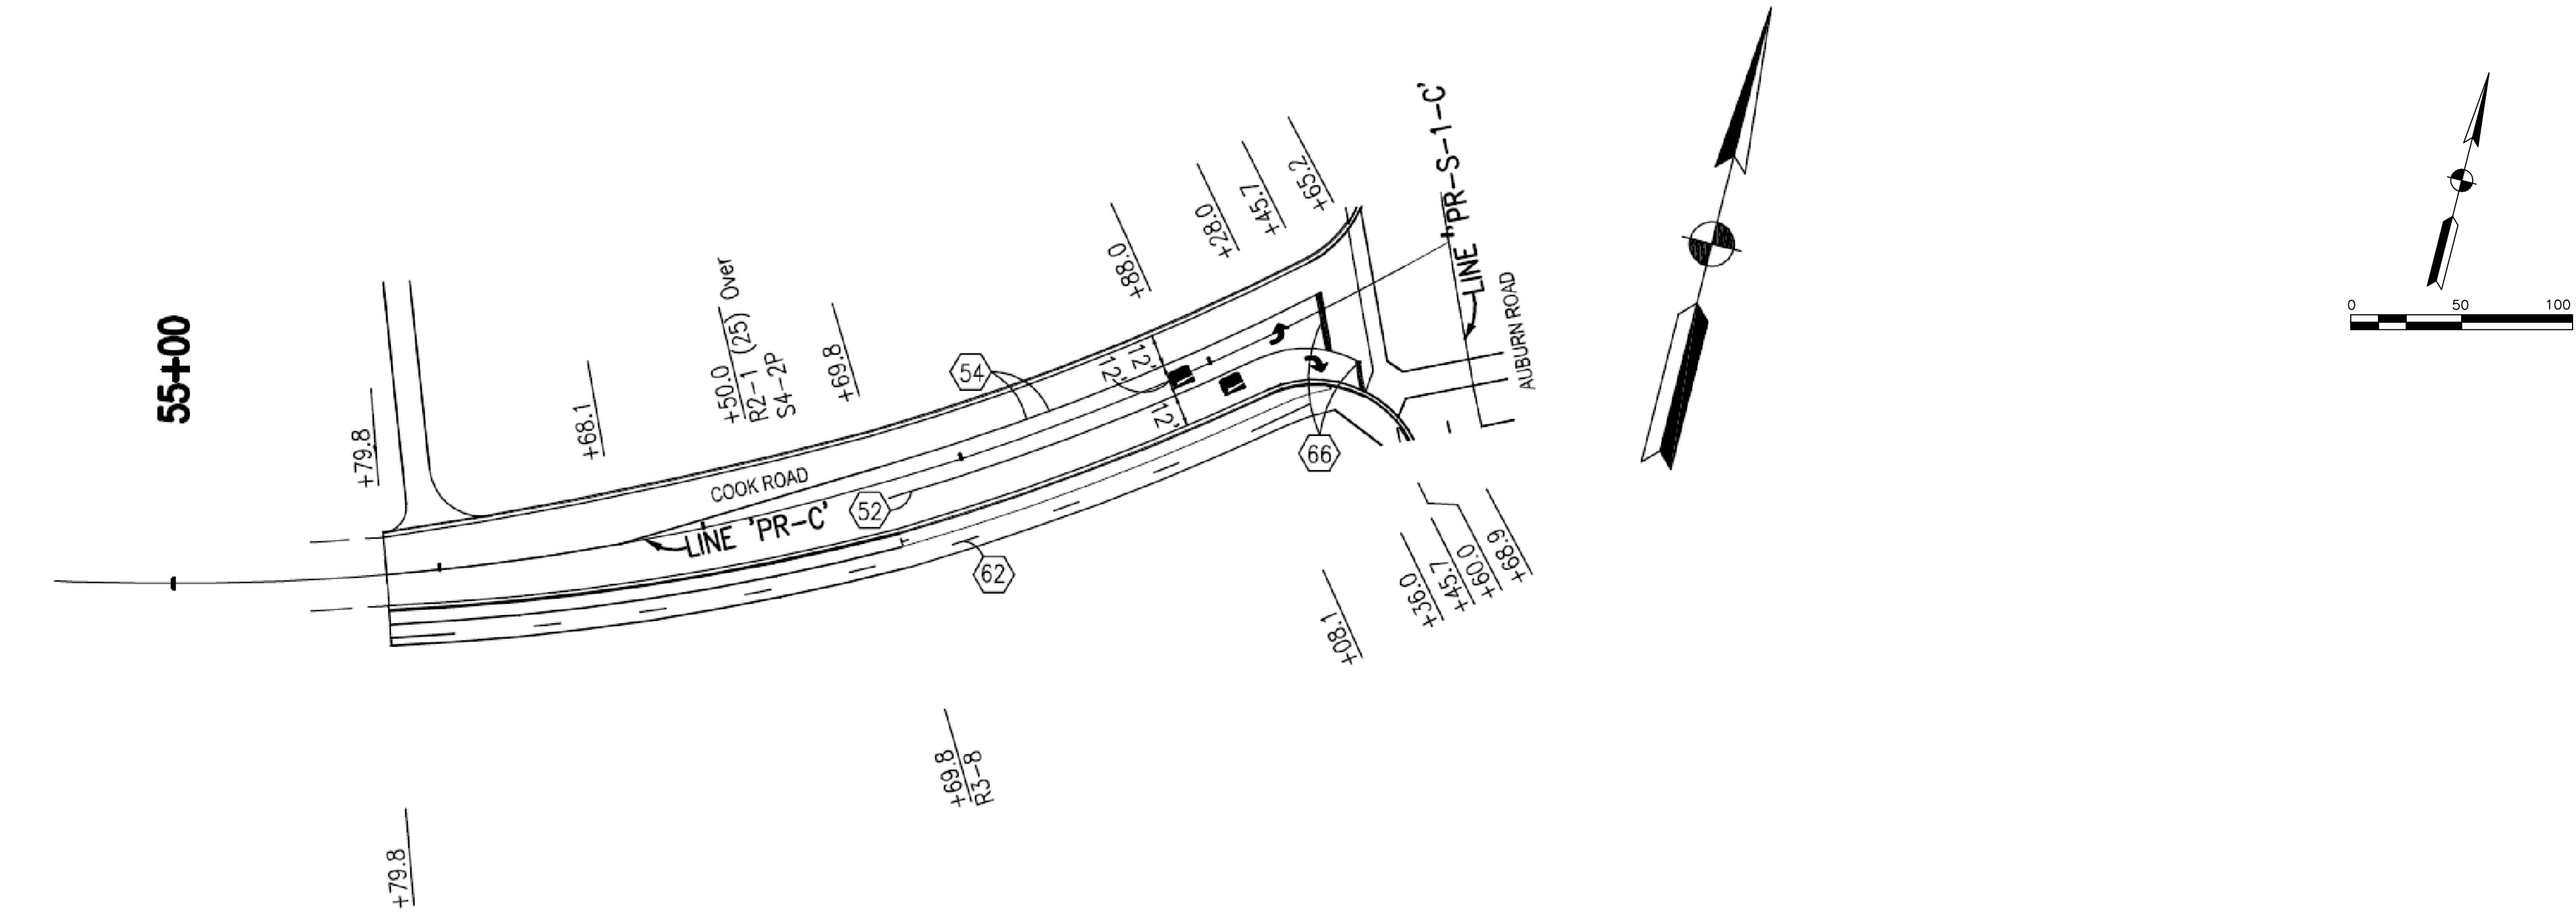 55+00
+79.8
+68.1
+50.0
R2-1 (25) Over
S4-2P
+69.8
+88.0
+28.0
+45.7
+65.2
LINE 'PR-S-1-C'
AUBURN ROAD
0 50 100
54
12'
12'
12'
COOK ROAD
52
LINE 'PR-C'
62
66
+79.8
+69.8
R3-8
+08.1
+36.0
+45.7
+60.0
+68.9